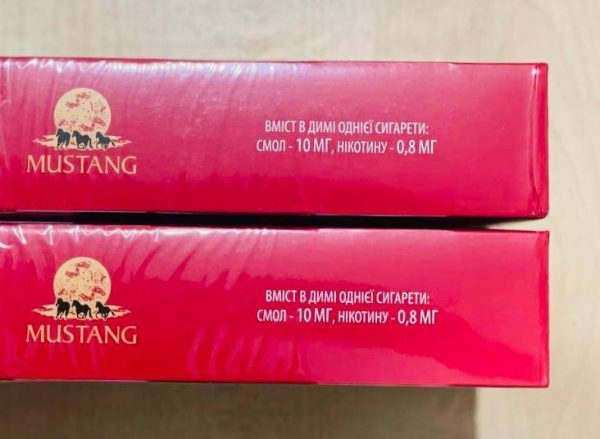 MUSTANG
ВМІСТ В ДИМІ ОДНІЄЇ СИГАРЕТИ:
СМОЛ - 10 МГ, НІКОТИНУ - 0,8 МГ
MUSTANG
ВМІСТ В ДИМІ ОДНІЄЇ СИГАРЕТИ:
СМОЛ - 10 МГ, НІКОТИНУ - 0,8 МГ